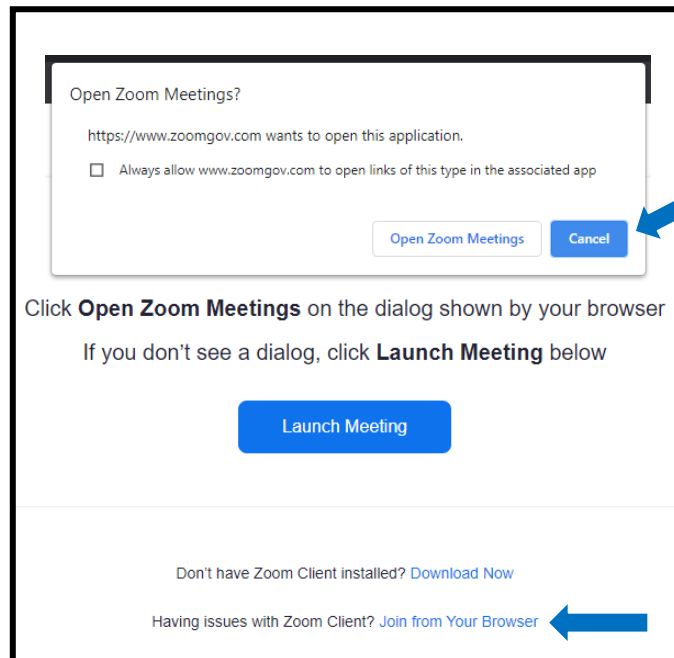 Open Zoom Meetings?
https://www.zoomgov.com wants to open this application.
Always allow www.zoomgov.com to open links of this type in the associated app
Open Zoom Meetings Cancel
Click Open Zoom Meetings on the dialog shown by your browser
If you don’t see a dialog, click Launch Meeting below
Launch Meeting
Don’t have Zoom Client installed? Download Now
Having issues with Zoom Client? Join from Your Browser